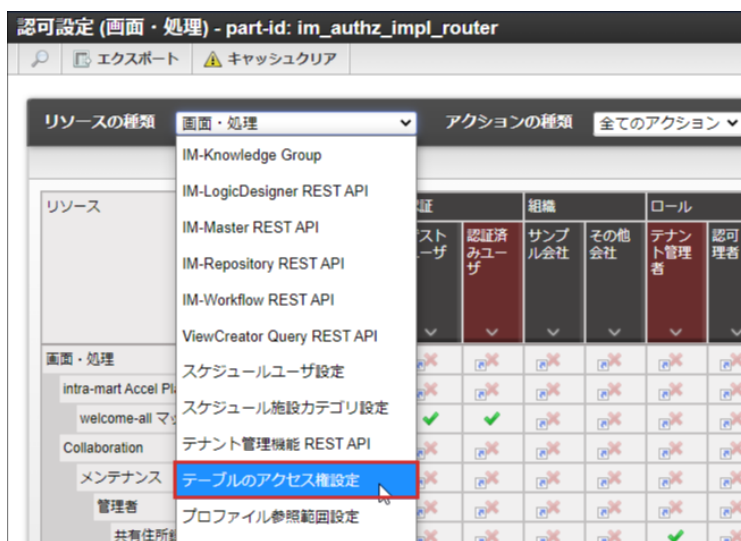 認可設定 (画面・処理) - part-id: im_authz_impl_router
エクスポート
キャッシュクリア
リソースの種類
画面・処理
アクションの種類
全てのアクション
IM-Knowledge Group
IM-LogicDesigner REST API
IM-Master REST API
IM-Repository REST API
IM-Workflow REST API
ViewCreator Query REST API
スケジュールユーザ設定
スケジュール施設カテゴリ設定
テナント管理機能 REST API
テーブルのアクセス権設定
プロファイル参照範囲設定
リソース
組織
ロール
認証済
みユー
ザ
サンプ
ル会社
その他
会社
テナン
ト管理
者
認可
理者
画面・処理
intra-mart Accel Pl
welcome-all マッ
Collaboration
メンテナンス
管理者
共有住所録